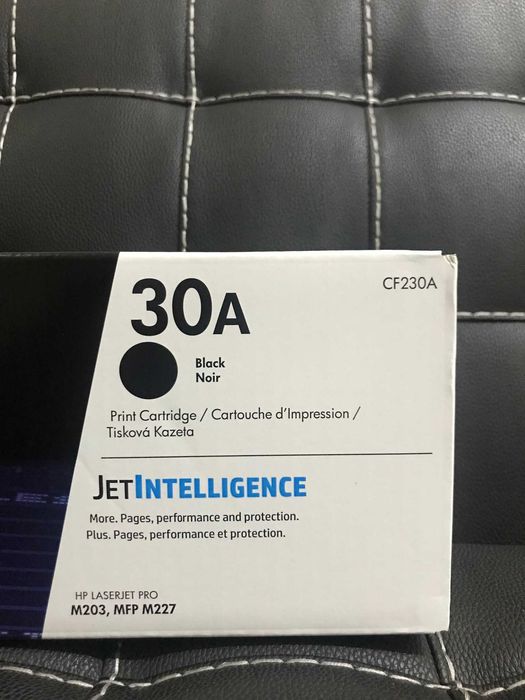 30A
CF230A
Black
Noir
Print Cartridge / Cartouche d'Impression /
Tisková Kazeta
JETINTELLIGENCE
More. Pages, performance and protection.
Plus. Pages, performance et protection.
HP LASERJET PRO
M203, MFP M227